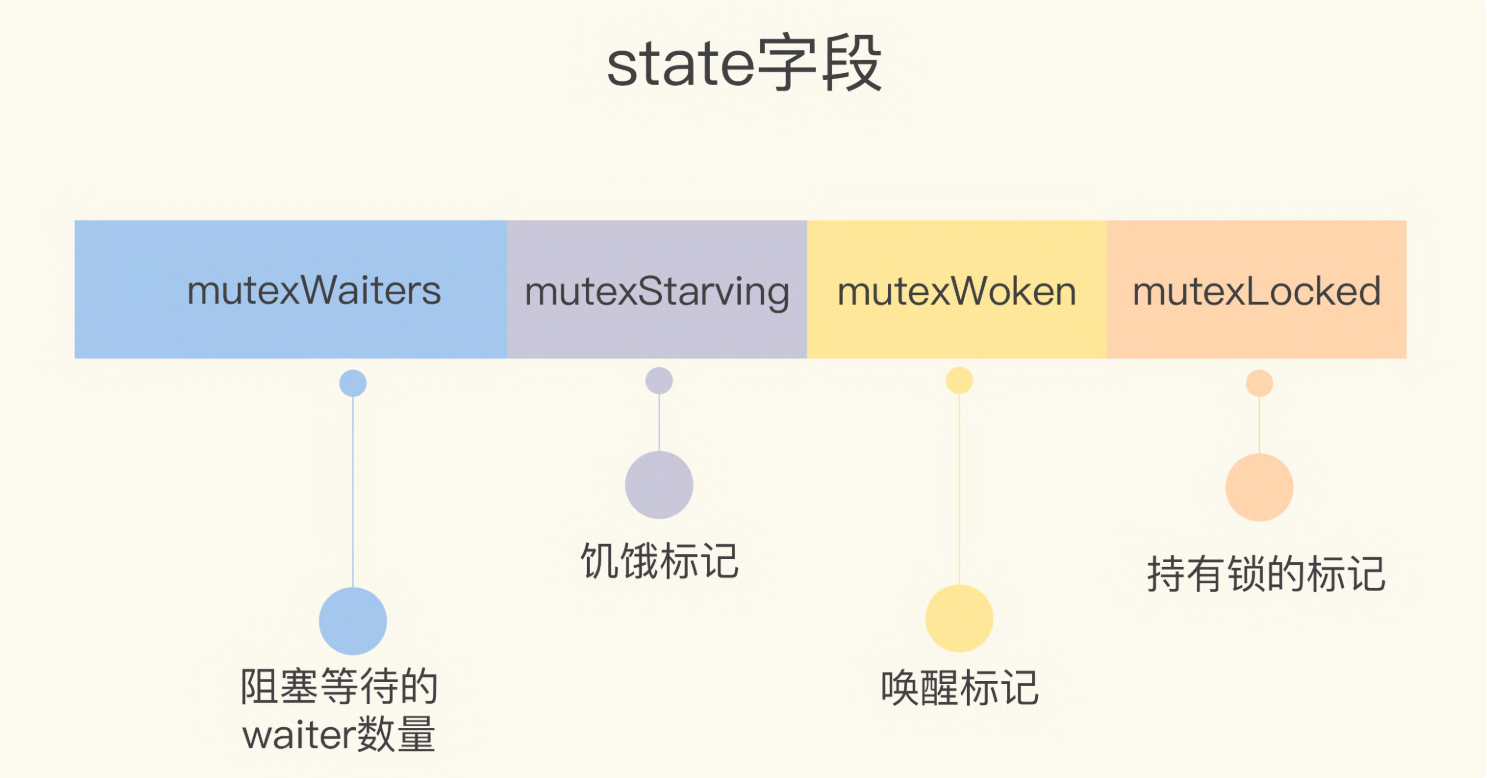 state字段
mutexWaiters
mutexStarving
mutexWoken
mutexLocked
饥饿标记
持有锁的标记
阻塞等待的
waiter数量
唤醒标记